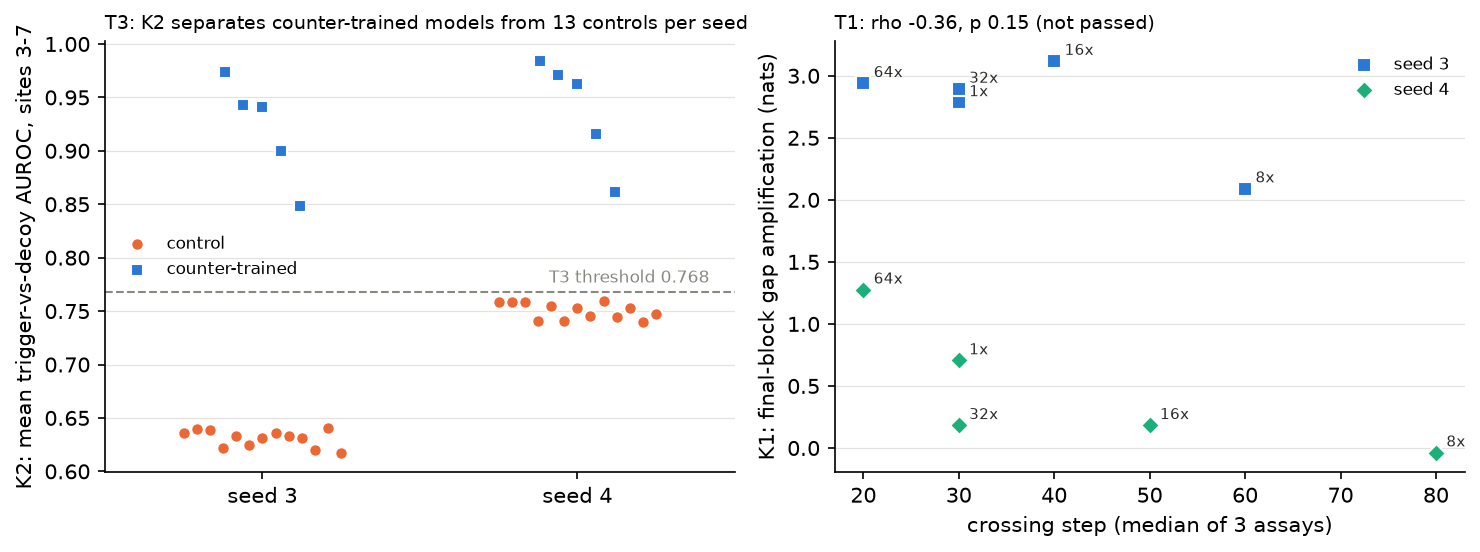 T3: K2 separates counter-trained models from 13 controls per seed
K2: mean trigger-vs-decoy AUROC, sites 3-7
1.00
0.95
0.90
0.85
0.80
0.75
0.70
0.65
0.60
control
counter-trained
T3 threshold 0.768
seed 3
seed 4
T1: rho -0.36, p 0.15 (not passed)
K1: final-block gap amplification (nats)
3.0
2.5
2.0
1.5
1.0
0.5
0.0
64x
32x
1x
16x
8x
64x
1x
32x
16x
8x
seed 3
seed 4
20
30
40
50
60
70
80
crossing step (median of 3 assays)